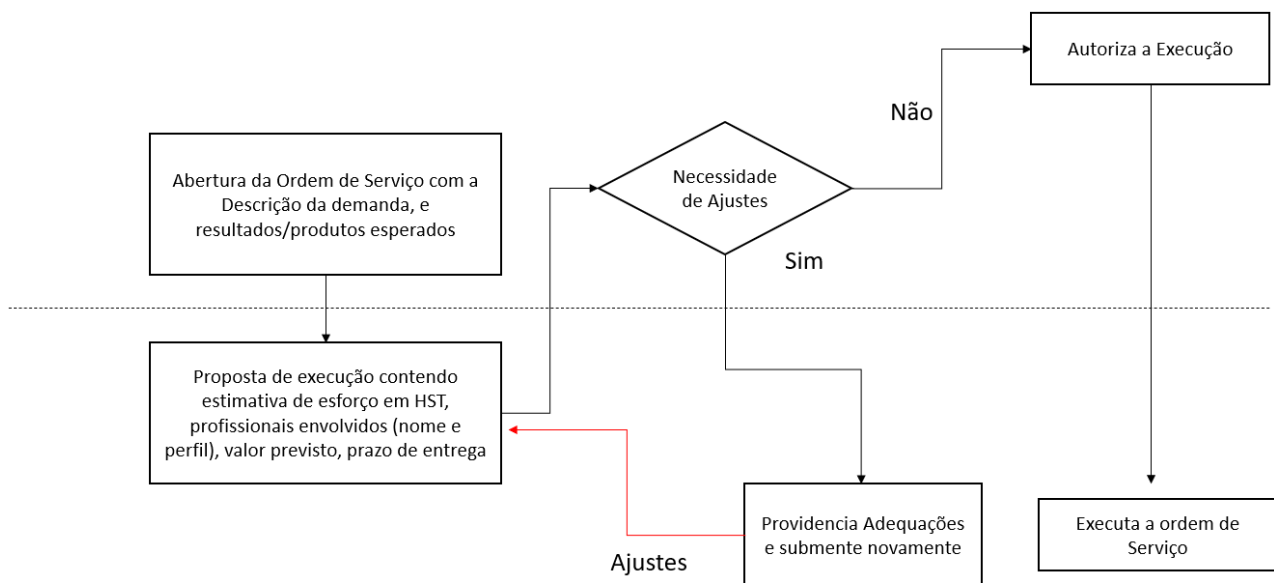 Autoriza a Execução
Não
Abertura da Ordem de Serviço com a
Descrição da demanda, e
resultados/produtos esperados
Necessidade
de Ajustes
Sim
Proposta de execução contendo
estimativa de esforço em HST,
profissionais envolvidos (nome e
perfil), valor previsto, prazo de entrega
Providencia Adequações
e submente novamente
Executa a ordem de
Serviço
Ajustes